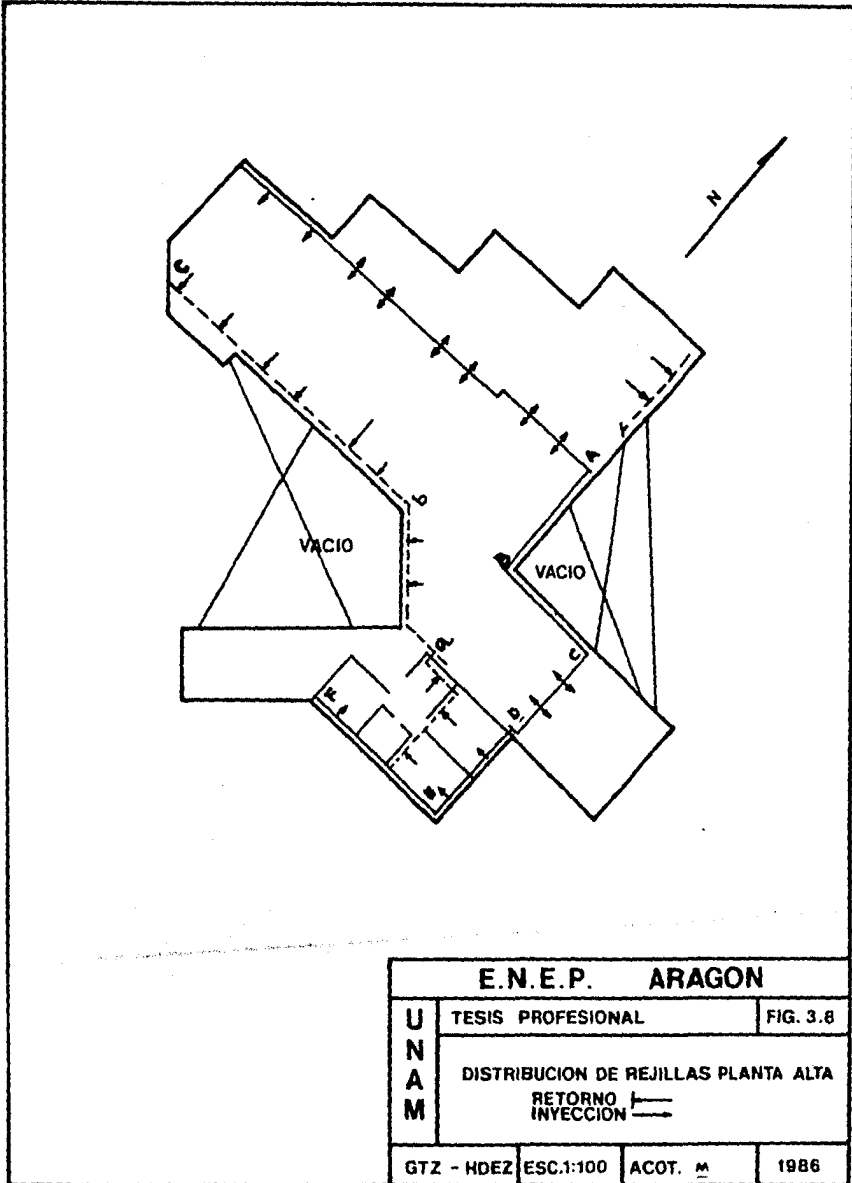 N
C
A
b
VACIO
B
VACIO
a
C
F
D
E
E.N.E.P. ARAGON
UNAM
TESIS PROFESIONAL
FIG. 3.8
DISTRIBUCION DE REJILLAS PLANTA ALTA
RETORNO
INYECCION
GTZ - HDEZ
ESC.1:100
ACOT. M
1986